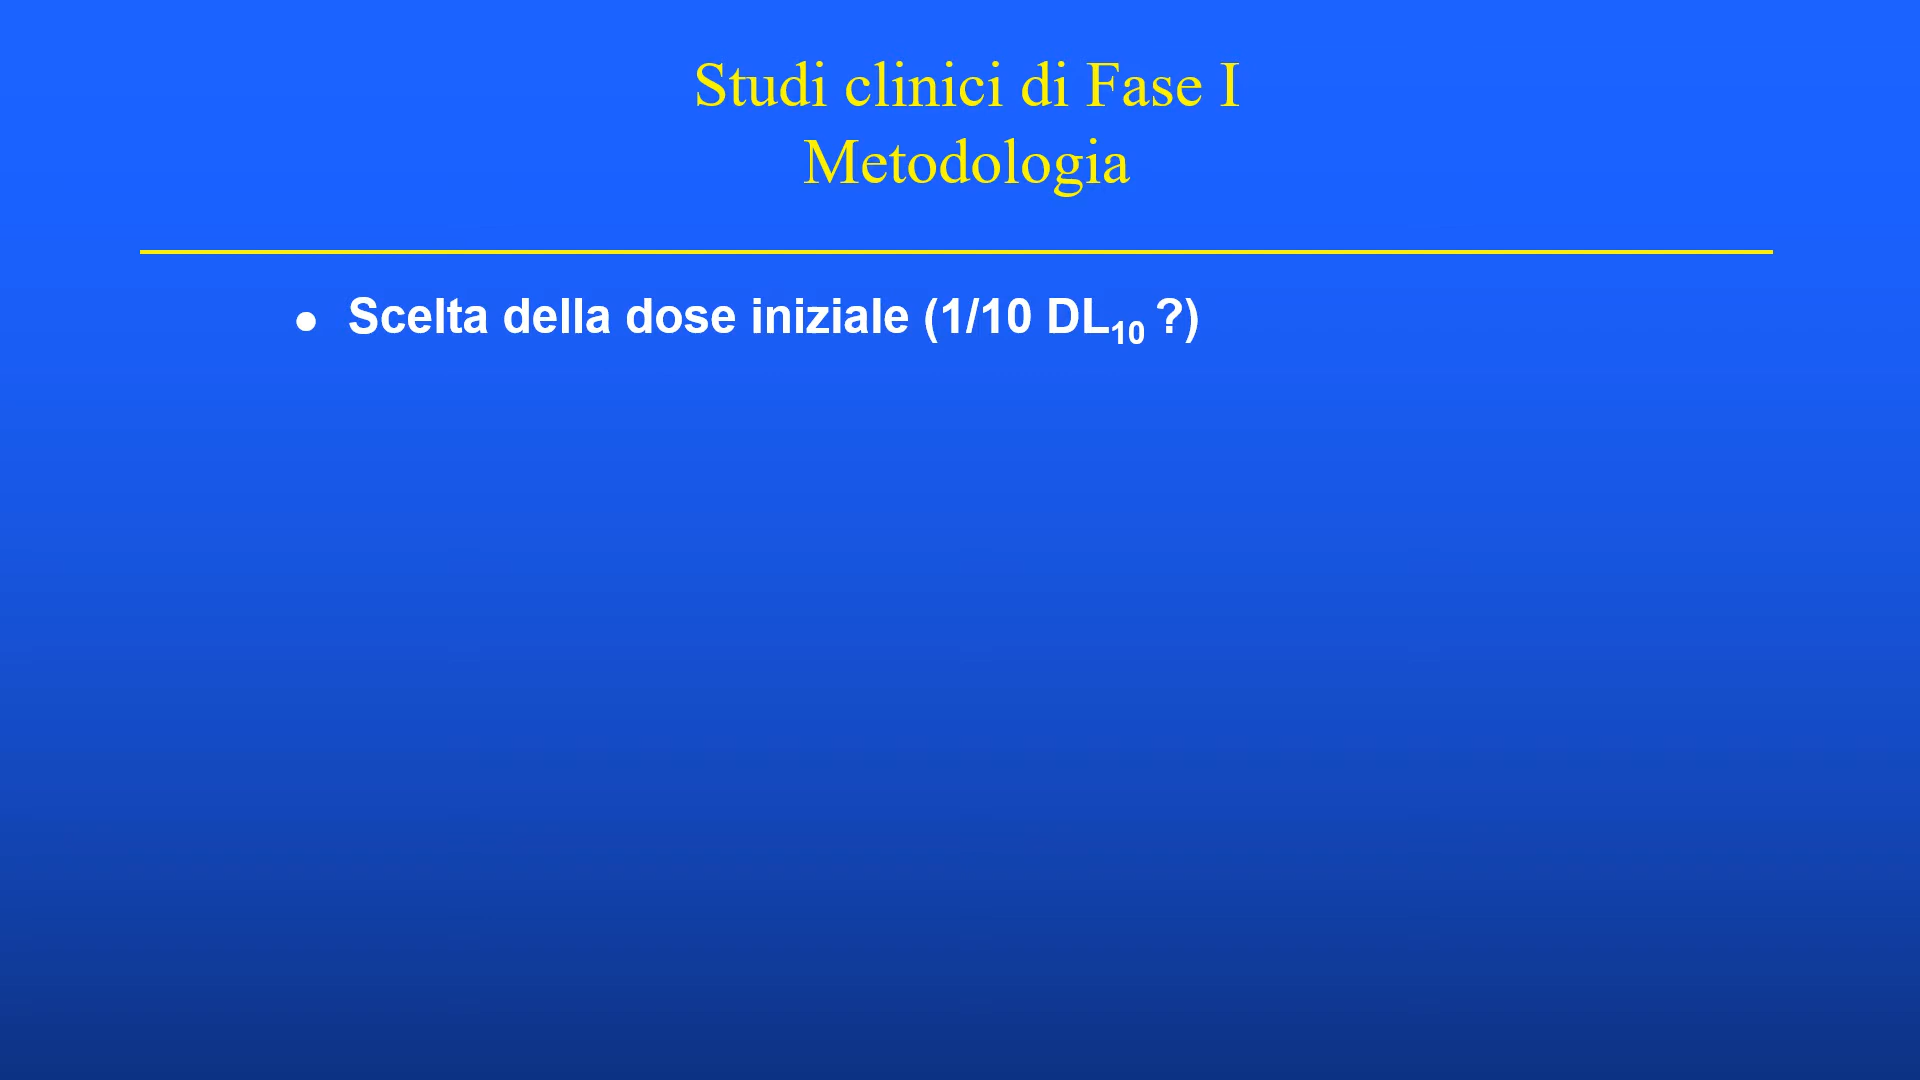 Studi clinici di Fase I
Metodologia
● Scelta della dose iniziale (1/10 DL10 ?)